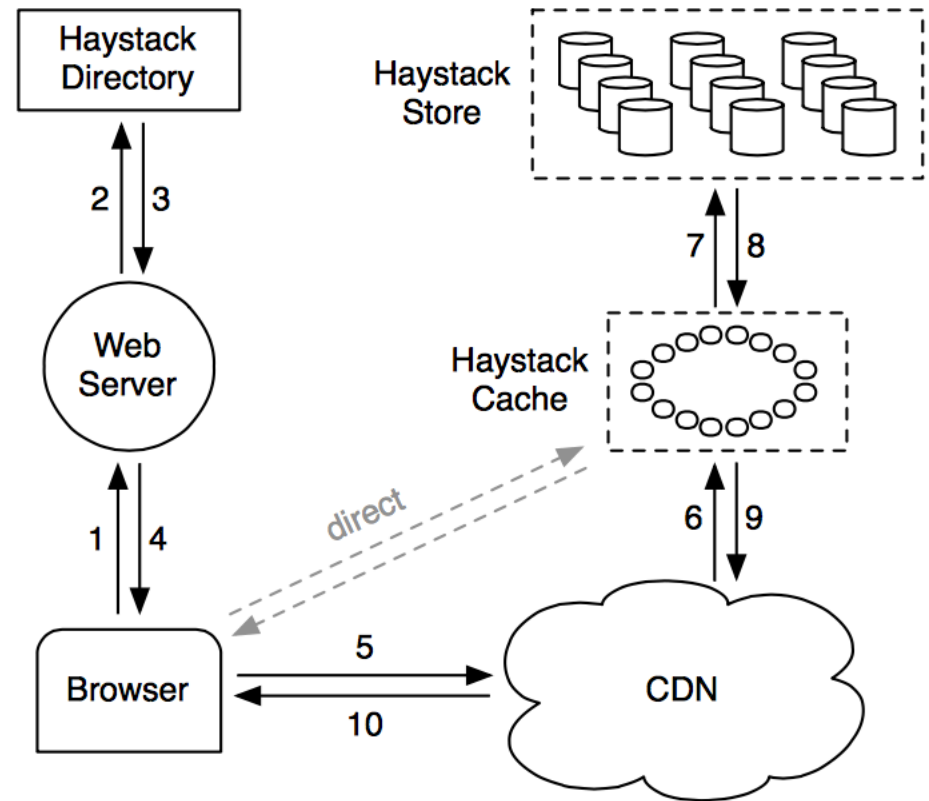 Haystack
Directory
Haystack
Store
2
3
7
8
Web
Server
Haystack
Cache
direct
1
4
6
9
Browser
5
10
CDN